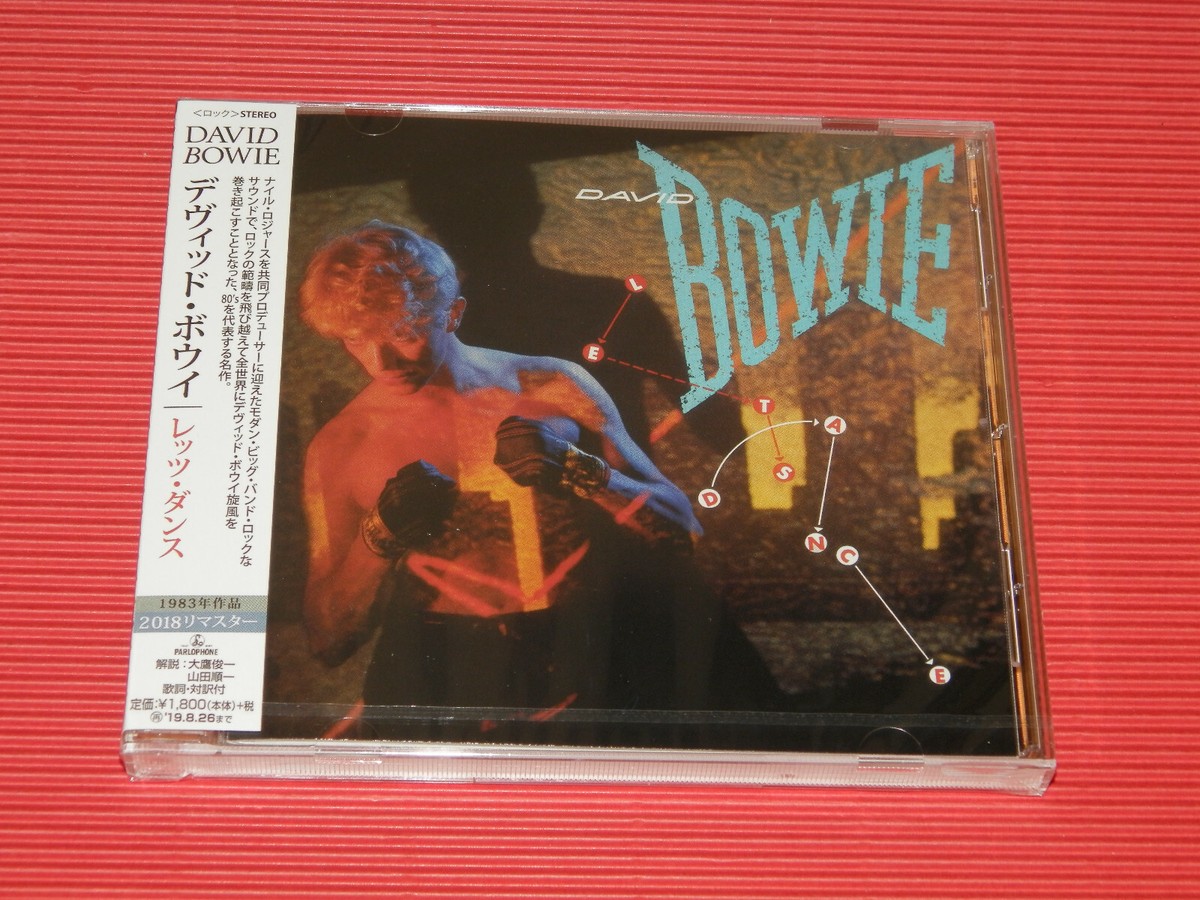 <ロック>STEREO
DAVID
BOWIE
デヴィッド・ボウイ|レッツ・ダンス
ナイル・ロジャースを共同プロデューサーに迎えたモダン・ビッグ・バンド・ロックな
サウンドで、ロックの範疇を飛び越えて全世界にデヴィッド・ボウイ旋風を
巻き起こすこととなった、80'sを代表する名作。
1983年作品
2018リマスター
PARLOPHONE
解説:大鷹俊一
山田順一
歌詞・対訳付
定価:¥1,800(本体)+税
再'19.8.26まで
DAVID
BOWIE
L
E
T
S
D
A
N
C
E